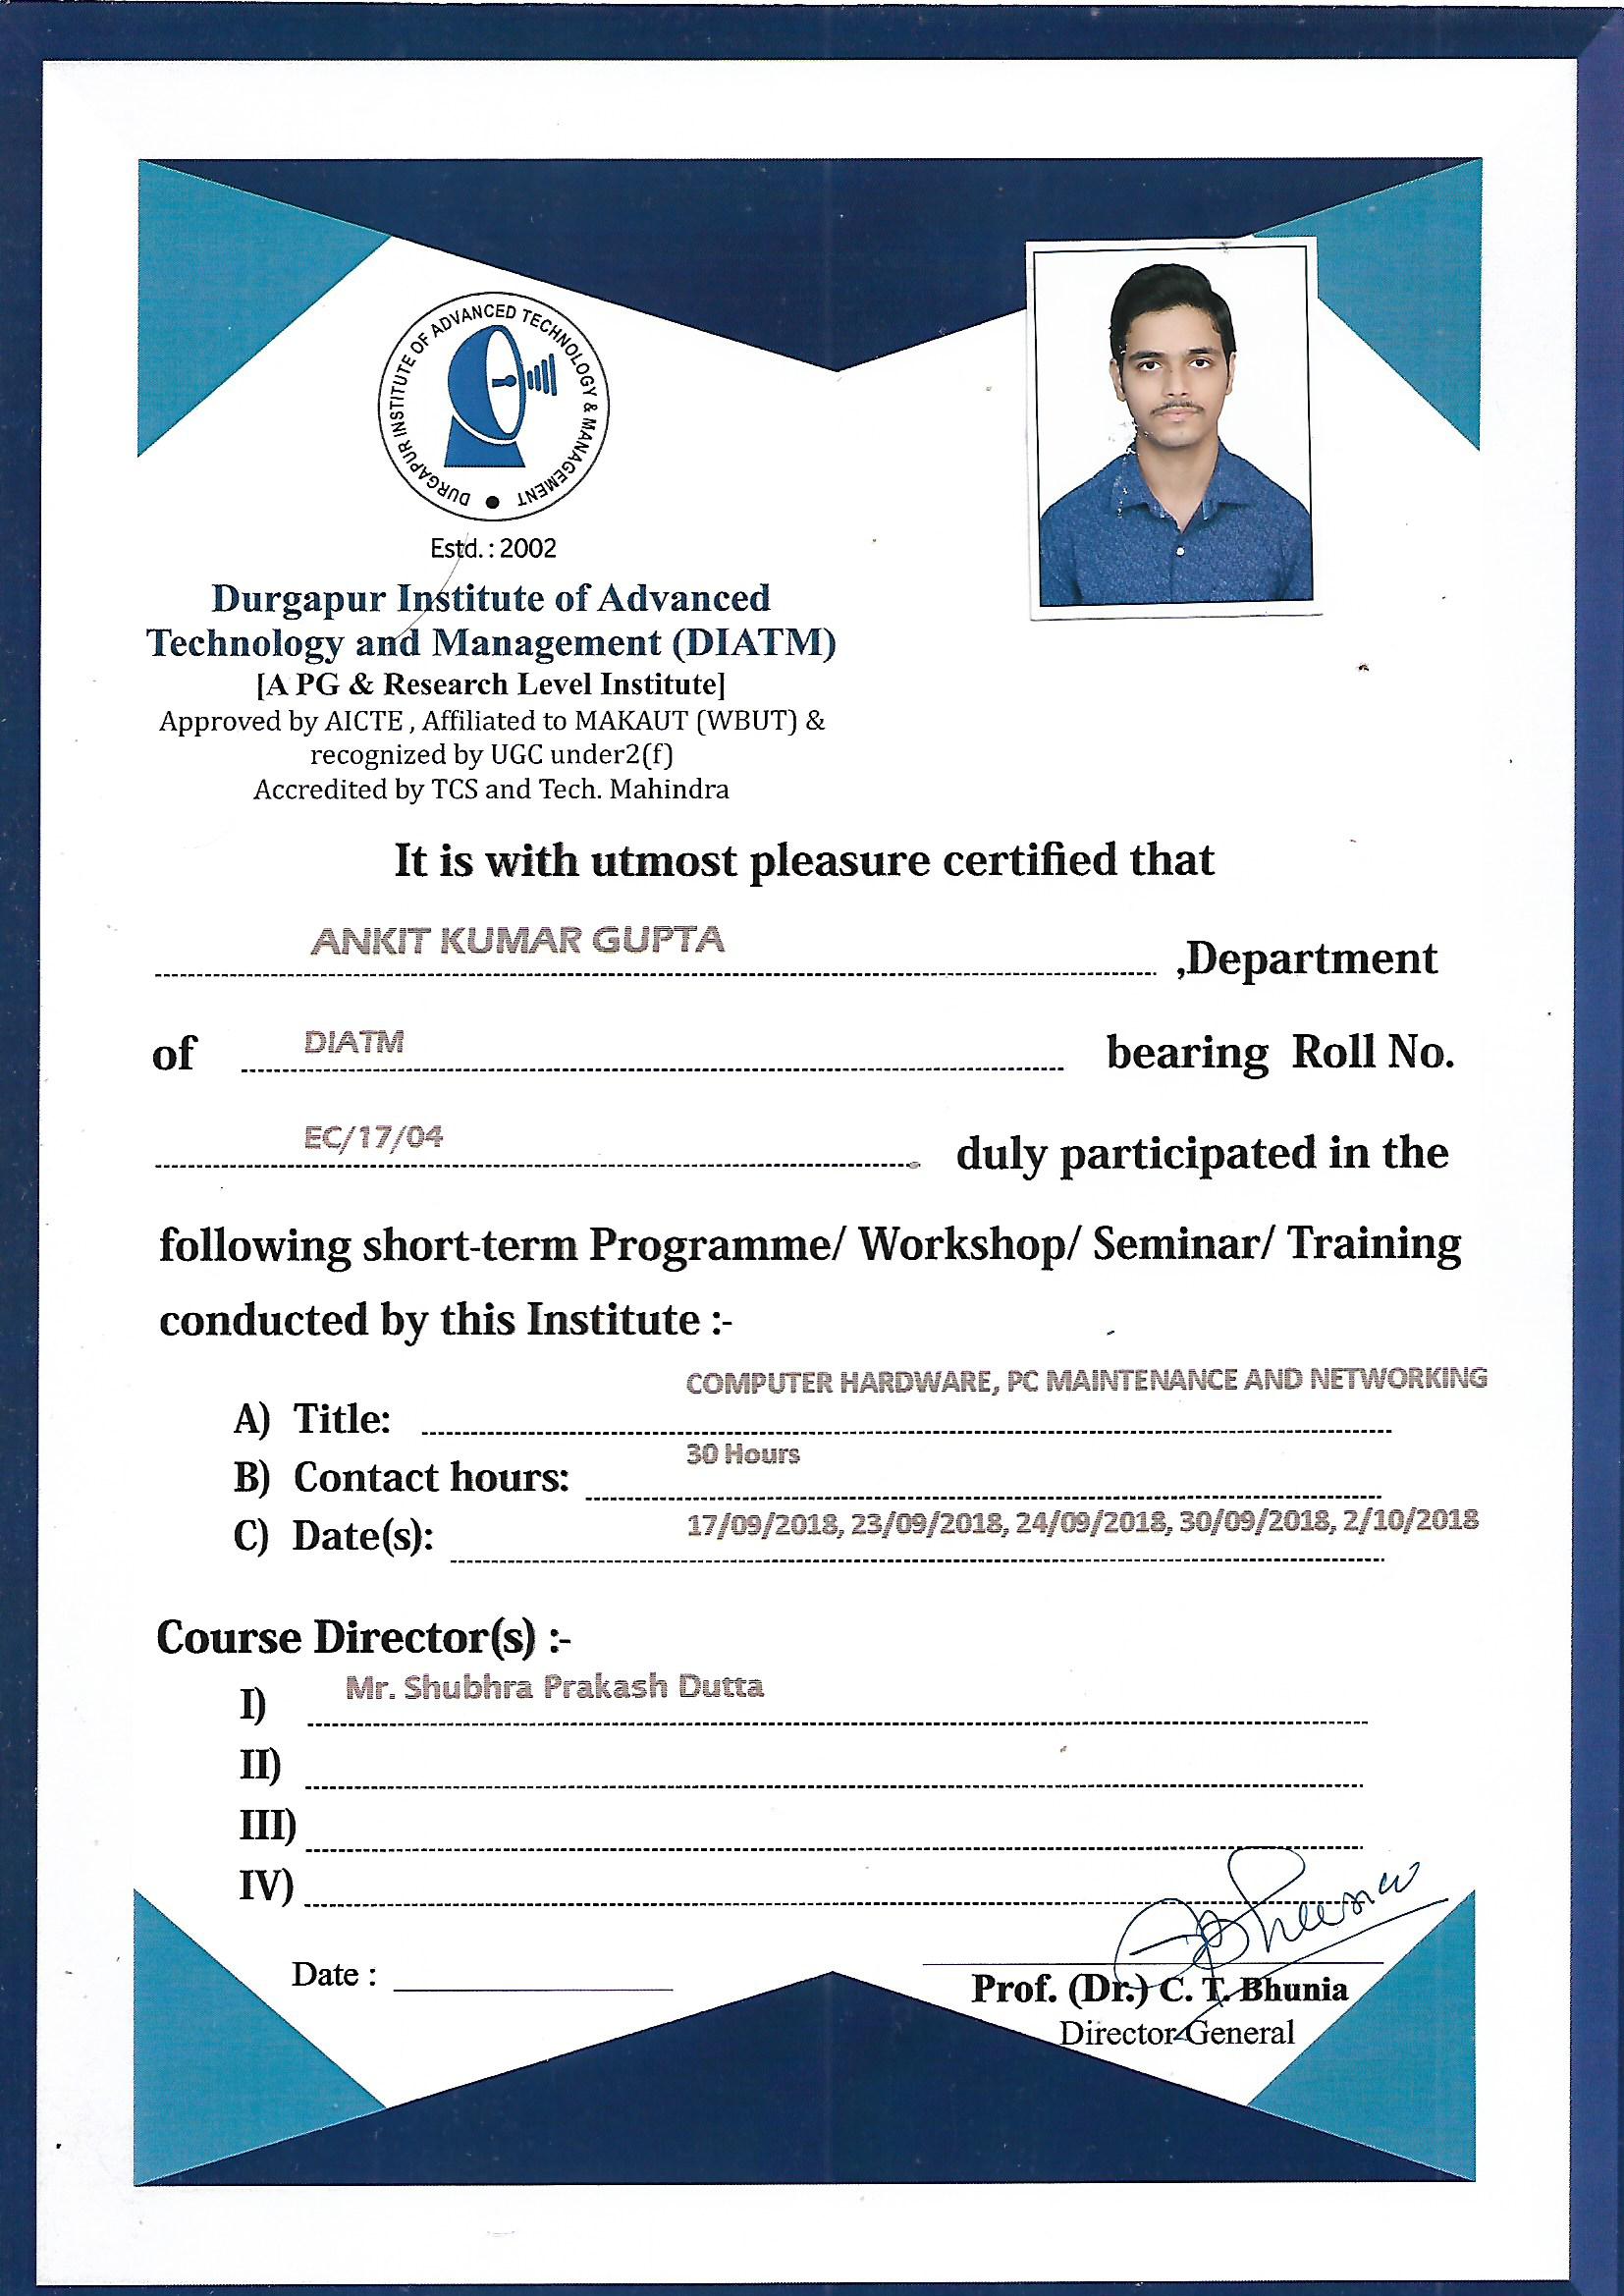 DURGAPUR INSTITUTE OF ADVANCED TECHNOLOGY & MANAGEMENT
Estd. : 2002
Durgapur Institute of Advanced
Technology and Management (DIATM)
[A PG & Research Level Institute]
Approved by AICTE , Affiliated to MAKAUT (WBUT) &
recognized by UGC under2(f)
Accredited by TCS and Tech. Mahindra
It is with utmost pleasure certified that
ANKIT KUMAR GUPTA ,Department
of DIATM bearing Roll No.
EC/17/04 duly participated in the
following short-term Programme/ Workshop/ Seminar/ Training
conducted by this Institute :-
A) Title: COMPUTER HARDWARE, PC MAINTENANCE AND NETWORKING
B) Contact hours: 30 Hours
C) Date(s): 17/09/2018, 23/09/2018, 24/09/2018, 30/09/2018, 2/10/2018
Course Director(s) :-
I) Mr. Shubhra Prakash Dutta
II)
III)
IV)
Date :
Prof. (Dr.) C. T. Bhunia
Director General